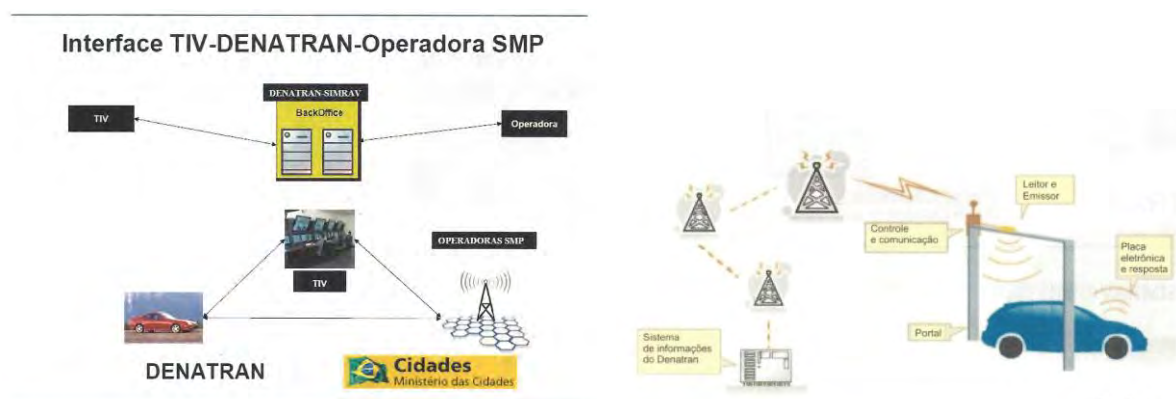 Interface TIV-DENATRAN-Operadora SMP
DENATRAN-SIMRAV
BackOffice
TIV
Operadora
OPERADORAS SMP
TIV
DENATRAN
Cidades
Ministério das Cidades
Leitor e
Emissor
Controle
e comunicação
Placa
eletrônica
e resposta
Portal
Sistema
de informações
do Denatran